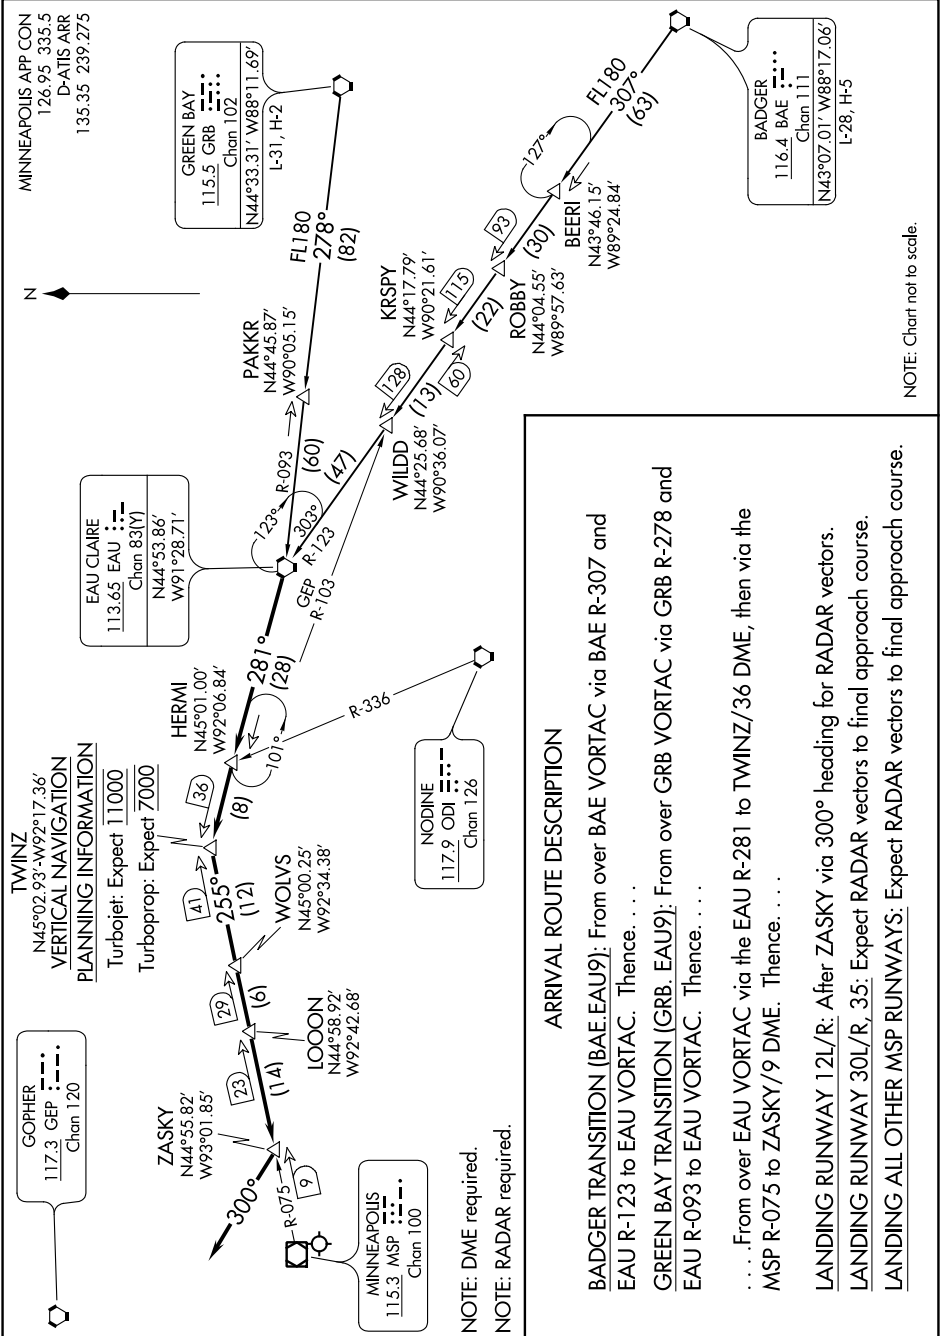 MINNEAPOLIS APP CON
126.95 335.5
D-ATIS ARR
135.35 239.275
N
TWINZ
N45°02.93'-W92°17.36'
VERTICAL NAVIGATION
PLANNING INFORMATION
Turbojet: Expect 11000
Turboprop: Expect 7000
GOPHER
117.3 GEP
Chan 120
ZASKY
N44°55.82'
W93°01.85'
300°
R-075
9
MINNEAPOLIS
115.3 MSP
Chan 100
23
(14)
LOOON
N44°58.92'
W92°42.68'
29
(6)
WOLVS
N45°00.25'
W92°34.38'
41
255°
(12)
36
(8)
HERMI
N45°01.00'
W92°06.84'
101°
281°
(28)
R-336
NODINE
117.9 ODI
Chan 126
EAU CLAIRE
113.65 EAU
Chan 83(Y)
N44°53.86'
W91°28.71'
123°
303°
R-123
GEP
R-103
R-093
(60)
(47)
PAKKR
N44°45.87'
W90°05.15'
FL180
278°
(82)
GREEN BAY
115.5 GRB
Chan 102
N44°33.31' W88°11.69'
L-31, H-2
WILDD
N44°25.68'
W90°36.07'
128
(13)
60
KRSPY
N44°17.79'
W90°21.61'
115
(22)
ROBBY
N44°04.55'
W89°57.63'
93
(30)
BEERI
N43°46.15'
W89°24.84'
127°
FL180
307°
(63)
BADGER
116.4 BAE
Chan 111
N43°07.01' W88°17.06'
L-28, H-5
NOTE: DME required.
NOTE: RADAR required.
NOTE: Chart not to scale.
ARRIVAL ROUTE DESCRIPTION
BADGER TRANSITION (BAE.EAU9): From over BAE VORTAC via BAE R-307 and
EAU R-123 to EAU VORTAC. Thence. . . .
GREEN BAY TRANSITION (GRB. EAU9): From over GRB VORTAC via GRB R-278 and
EAU R-093 to EAU VORTAC. Thence. . . .
. . . .From over EAU VORTAC via the EAU R-281 to TWINZ/36 DME, then via the
MSP R-075 to ZASKY/9 DME. Thence. . . .
LANDING RUNWAY 12L/R: After ZASKY via 300° heading for RADAR vectors.
LANDING RUNWAY 30L/R, 35: Expect RADAR vectors to final approach course.
LANDING ALL OTHER MSP RUNWAYS: Expect RADAR vectors to final approach course.